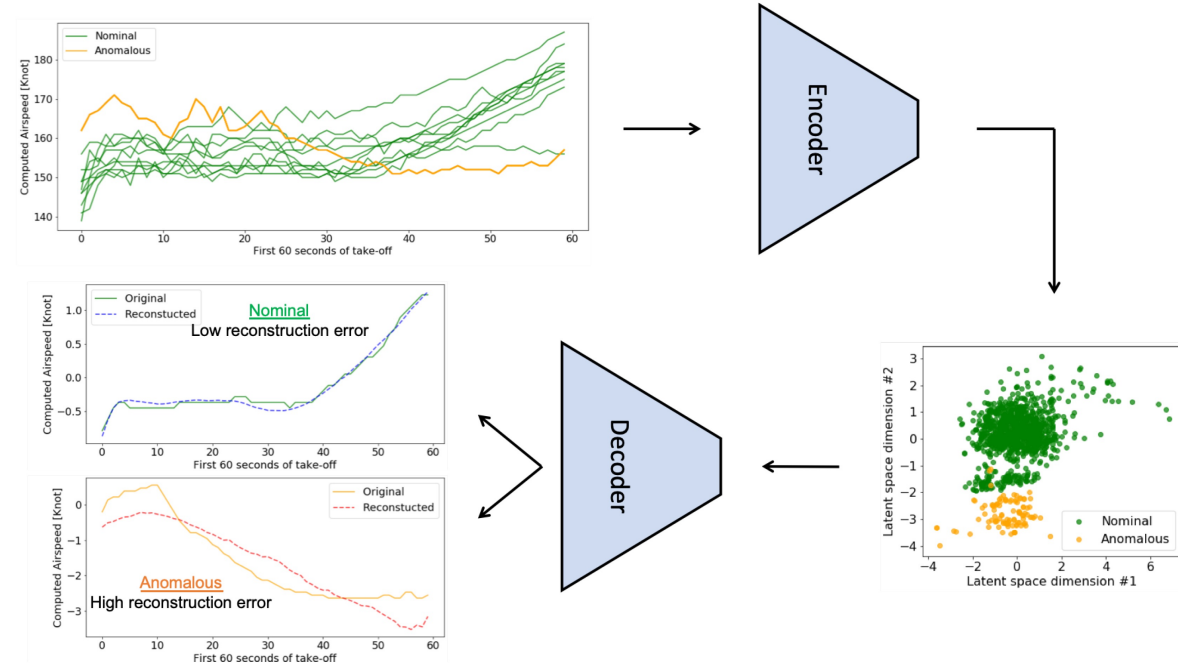 Nominal
Anomalous
Computed Airspeed [Knot]
180
170
160
150
140
0 10 20 30 40 50 60
First 60 seconds of take-off
Encoder
Original
Reconstucted
Nominal
Low reconstruction error
Computed Airspeed [Knot]
1.0
0.5
0.0
−0.5
0 10 20 30 40 50 60
First 60 seconds of take-off
Original
Reconstucted
Anomalous
High reconstruction error
Computed Airspeed [Knot]
0
−1
−2
−3
0 10 20 30 40 50 60
First 60 seconds of take-off
Decoder
Latent space dimension #2
3
2
1
0
−1
−2
−3
−4
Nominal
Anomalous
−4 −2 0 2 4 6
Latent space dimension #1